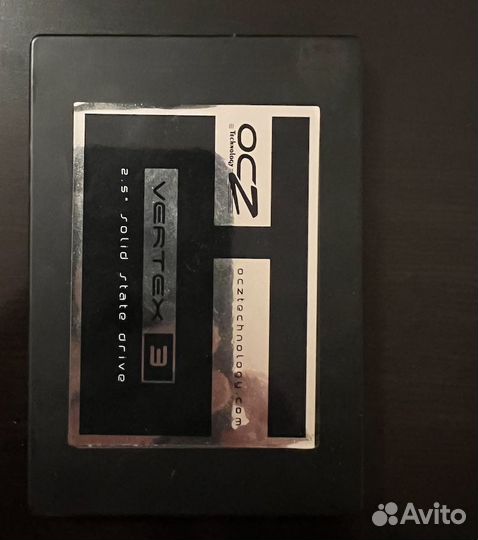 OCZ
Technology
ocztechnology.com
VERTEX 3
2.5" solid state drive
Avito